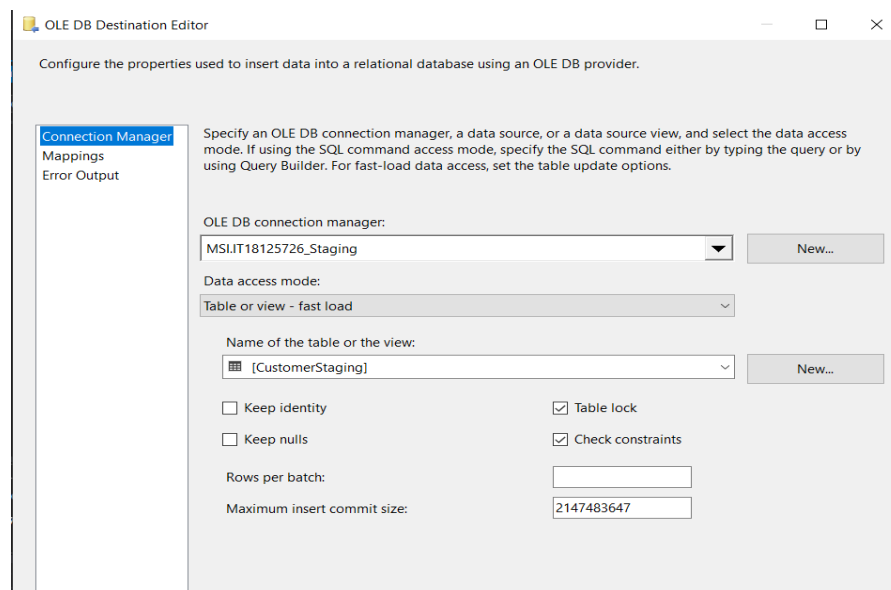 OLE DB Destination Editor
Configure the properties used to insert data into a relational database using an OLE DB provider.
Connection Manager
Mappings
Error Output
Specify an OLE DB connection manager, a data source, or a data source view, and select the data access
mode. If using the SQL command access mode, specify the SQL command either by typing the query or by
using Query Builder. For fast-load data access, set the table update options.
OLE DB connection manager:
MSI.IT18125726_Staging
New...
Data access mode:
Table or view - fast load
Name of the table or the view:
[CustomerStaging]
New...
Keep identity
Table lock
Keep nulls
Check constraints
Rows per batch:
Maximum insert commit size:
2147483647